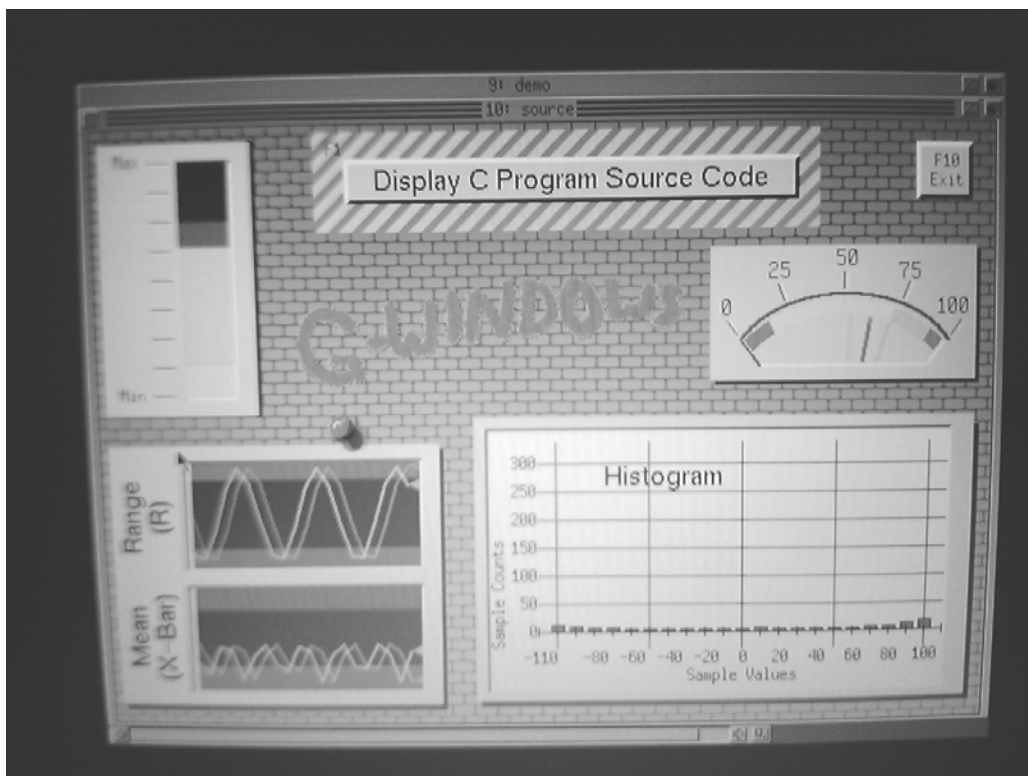 9: demo
10: source
F1
Display C Program Source Code
F10
Exit
Max
Min
G-WINDOWS
0 25 50 75 100
Range
(R)
Mean
(X-Bar)
Histogram
300
250
200
150
100
50
0
Sample Counts
-110 -80 -60 -40 -20 0 20 40 60 80 100
Sample Values